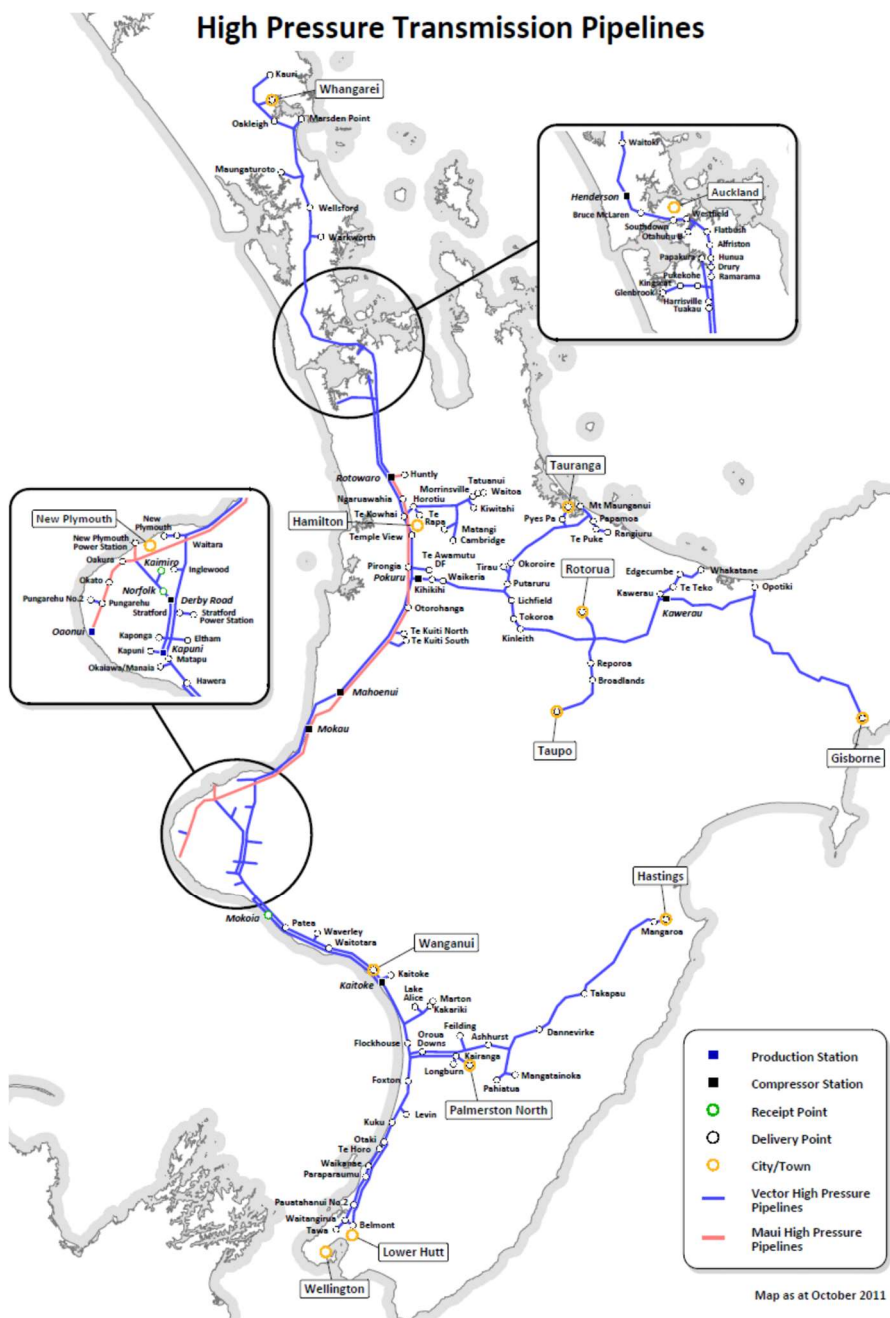 High Pressure Transmission Pipelines
Kauri
Whangarei
Oakleigh
Marsden Point
Maungaturoto
Wellsford
Warkworth
Waitoki
Henderson
Auckland
Bruce McLaren
Westfield
Southdown
Otahuhu B
Flatbush
Alfriston
Papakura
Hunua
Drury
Pukekohe
Ramarama
Kingseat
Glenbrook
Harrisville
Tuakau
Rotowaro
Huntly
Ngaruawahia
Horotiu
Morrinsville
Tatuanui
Waitoa
Kiwitahi
Te Kowhai
Te
Rapa
Hamilton
Matangi
Cambridge
Temple View
Tauranga
Mt Maunganui
Pyes Pa
Papamoa
Te Puke
Rangiuru
Te Awamutu
DF
Pirongia
Pokuru
Kihikihi
Waikeria
Tirau
Okoroire
Putaruru
Lichfield
Tokoroa
Kinleith
Rotorua
Edgecumbe
Whakatane
Te Teko
Kawerau
Kawerau
Opotiki
Otorohanga
Te Kuiti North
Te Kuiti South
Reporoa
Broadlands
Taupo
Gisborne
Mahoenui
Mokau
New Plymouth
New
Plymouth
New Plymouth
Power Station
Waitara
Oakura
Kaimiro
Inglewood
Okato
Norfolk
Derby Road
Pungarehu No.2
Pungarehu
Stratford
Stratford
Power Station
Oaonui
Kaponga
Eltham
Kapuni
Kapuni
Matapu
Okaiawa/Manaia
Hawera
Mokoia
Patea
Waverley
Waitotara
Wanganui
Kaitoke
Kaitoke
Hastings
Mangaroa
Lake
Alice
Marton
Kakariki
Takapau
Dannevirke
Feilding
Flockhouse
Oroua
Downs
Ashhurst
Kairanga
Longburn
Pahiatua
Mangatainoka
Foxton
Palmerston North
Levin
Kuku
Otaki
Te Horo
Waikanae
Paraparaumu
Pauatahanui No.2
Waitangirua
Tawa
Belmont
Lower Hutt
Wellington
Production Station
Compressor Station
Receipt Point
Delivery Point
City/Town
Vector High Pressure
Pipelines
Maui High Pressure
Pipelines
Map as at October 2011